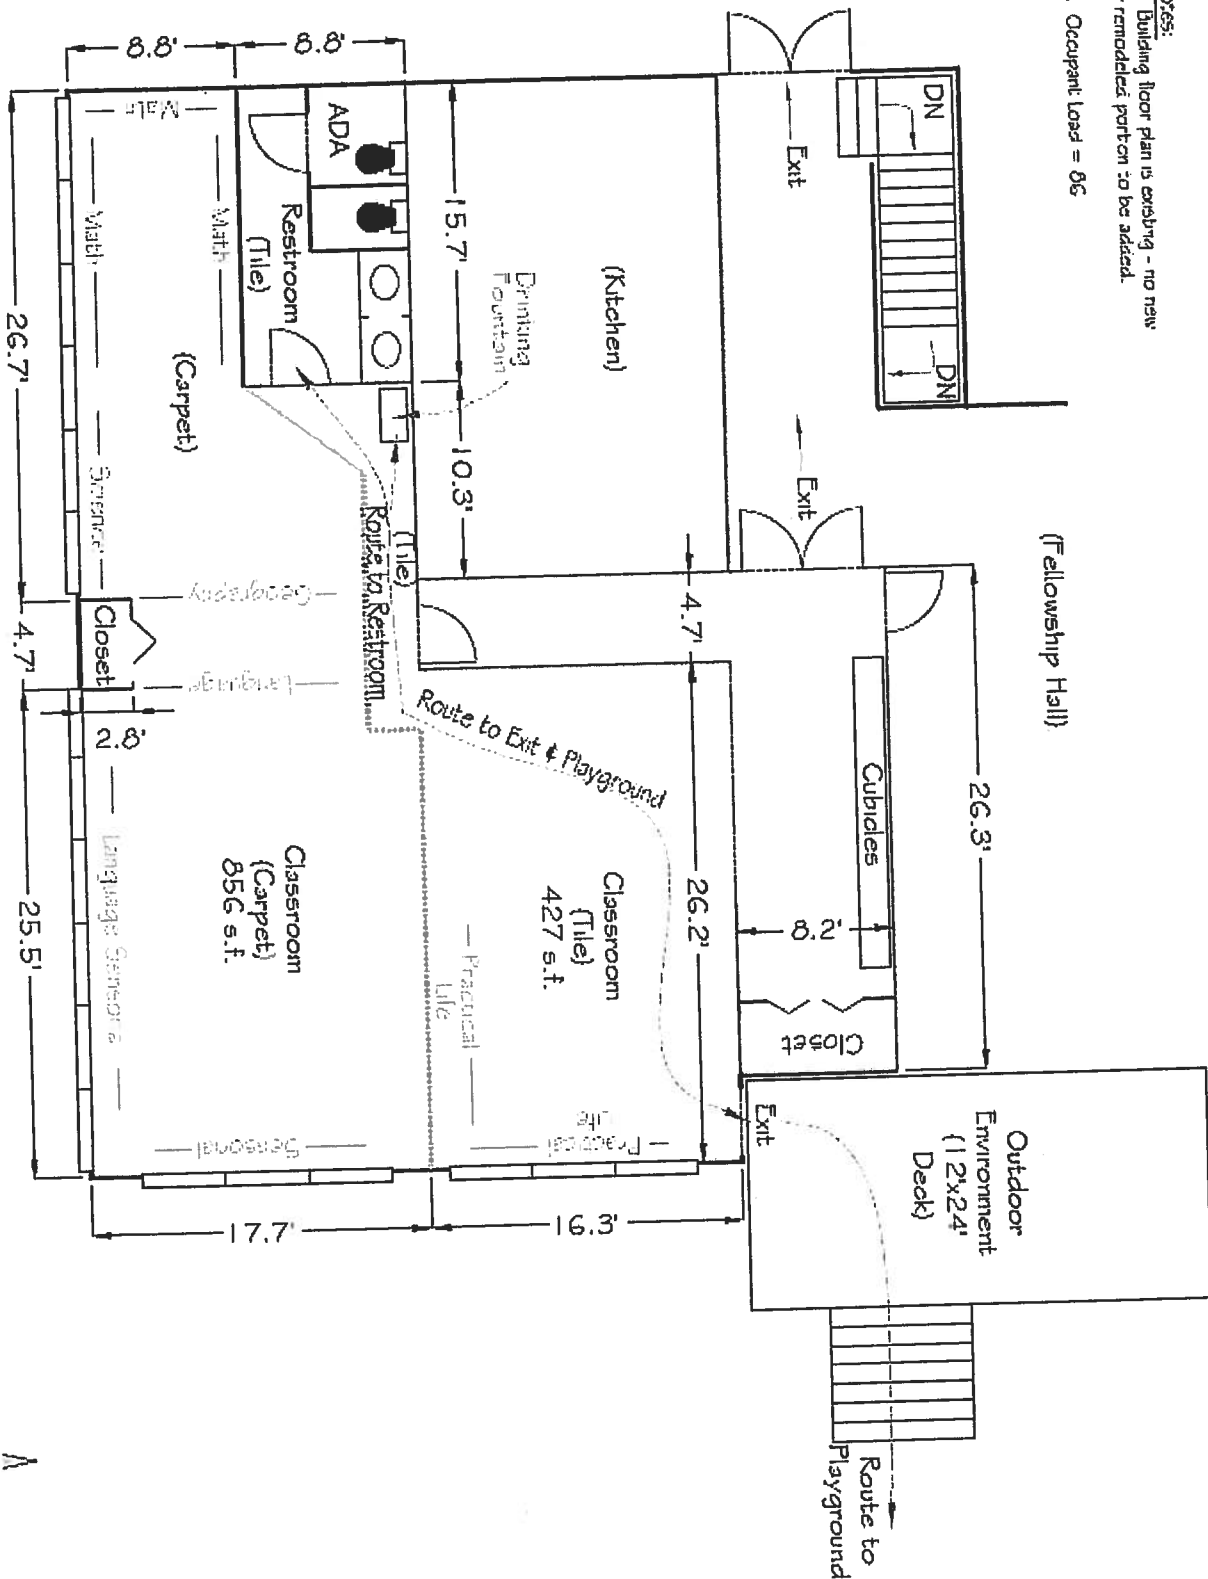 Building floor plan is existing - no new
remodeled porton to be added.
Occupant Load = 86
DN
DN
Exit
Exit
(Fellowship Hall)
(Kitchen)
Drinking
Fountain
8.8'
8.8'
15.7'
10.3'
4.7'
26.3'
26.2'
8.2'
Cubicles
Closet
ADA
Restroom
(Tile)
Math
Math
Math
(Carpet)
Science
Geography
Language
Closet
26.7'
4.7'
2.8'
25.5'
(Tile)
Route to Restroom
Route to Exit & Playground
Classroom
(Tile)
427 s.f.
Practical
Life
Practical
Life
Classroom
(Carpet)
856 s.f.
Language
Sensorial
17.7'
16.3'
Exit
Outdoor
Environment
(12'x24'
Deck)
Route to
Playground